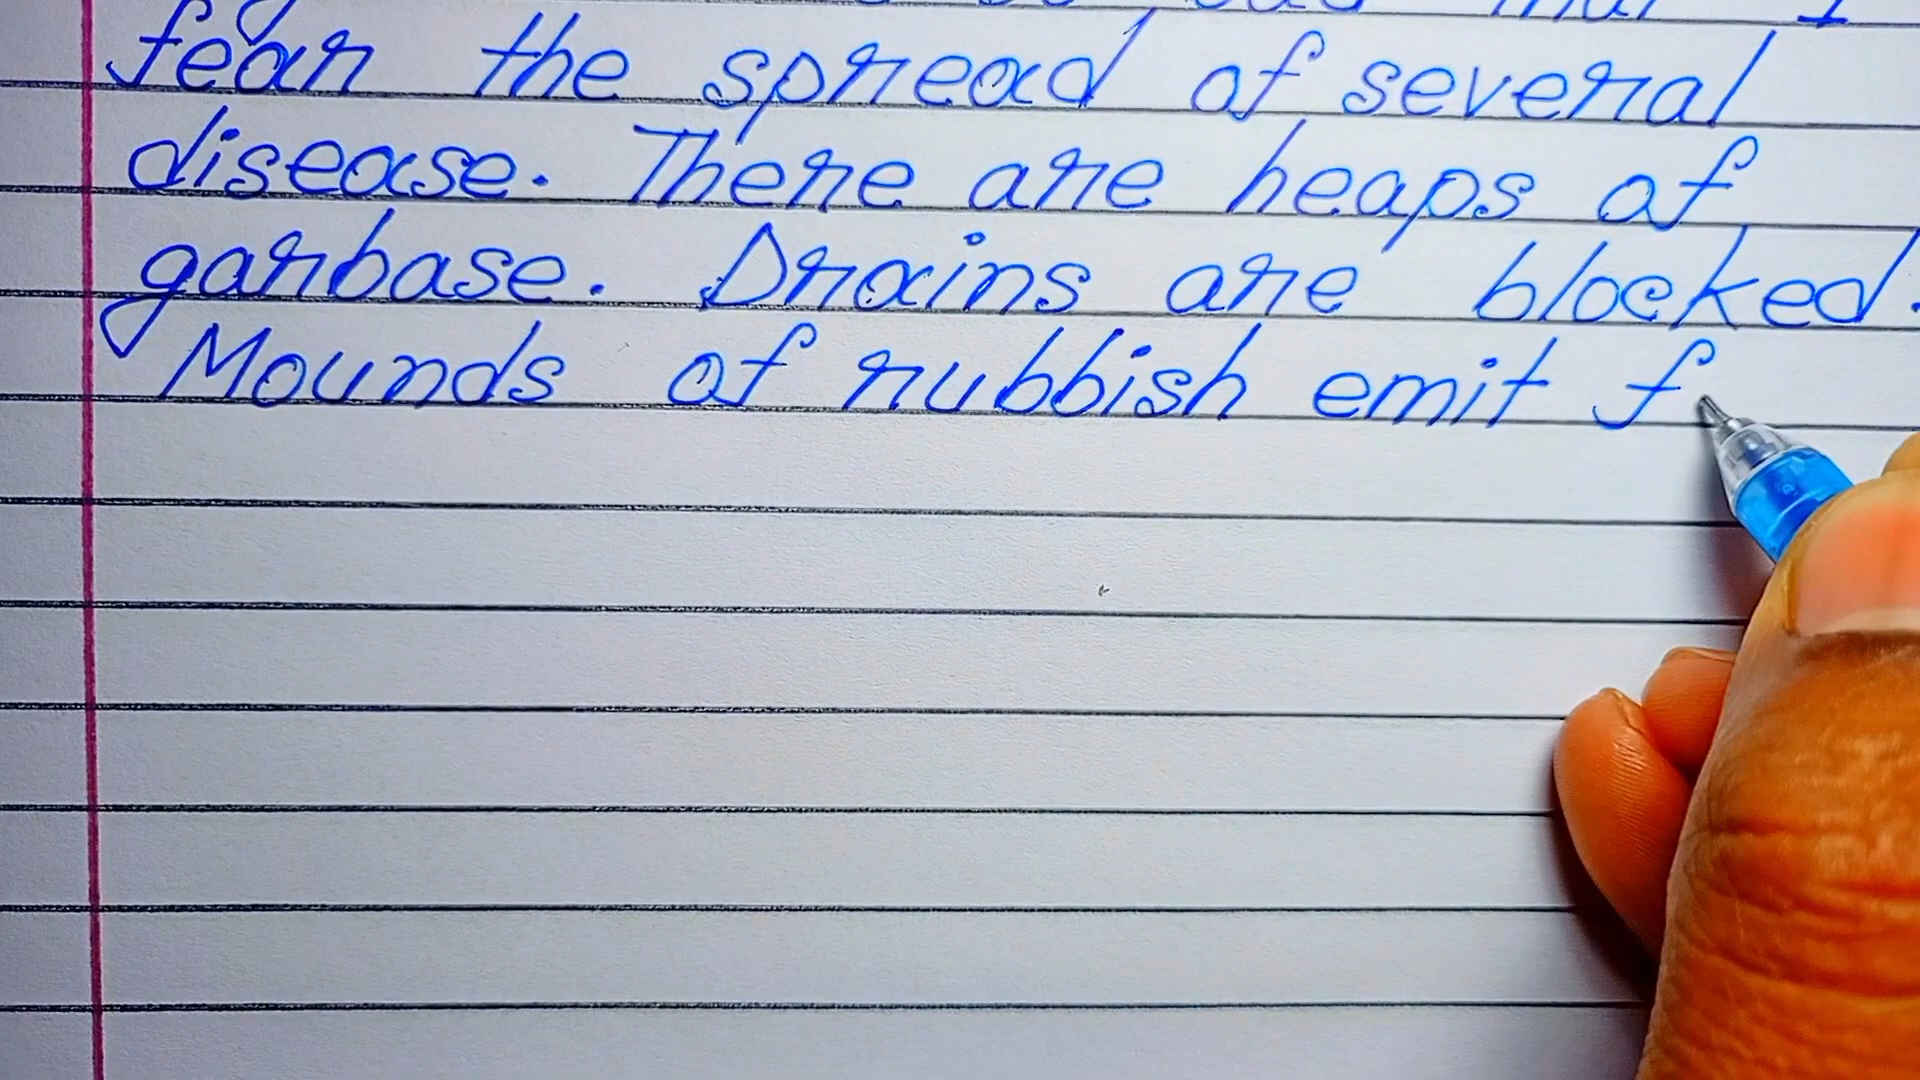 fear the spread of several
disease. There are heaps of
garbase. Drains are blocked.
Mounds of rubbish emit f